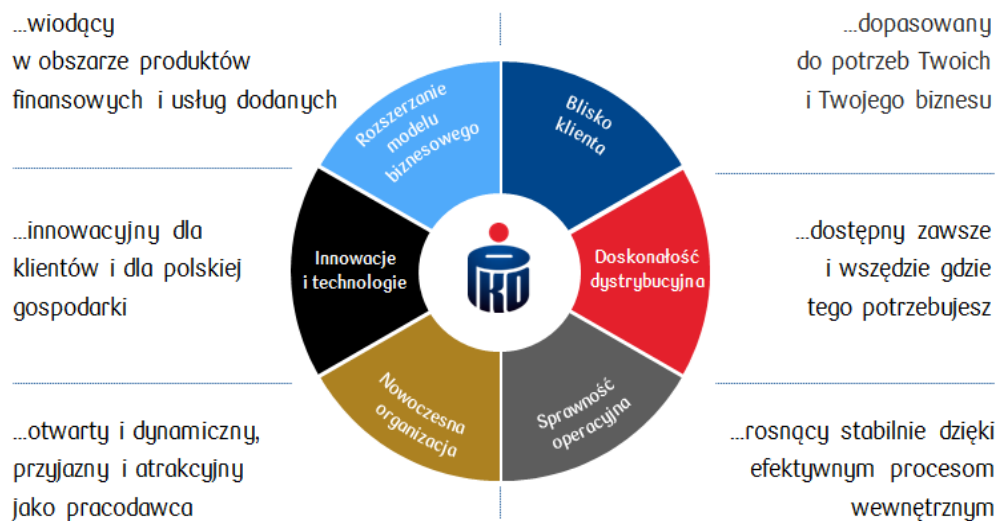 ...wiodący
w obszarze produktów
finansowych i usług dodanych
...dopasowany
do potrzeb Twoich
i Twojego biznesu
Rozszerzanie
modelu
biznesowego
Blisko
klienta
...innowacyjny dla
klientów i dla polskiej
gospodarki
Innowacje
i technologie
PKO
Doskonałość
dystrybucyjna
...dostępny zawsze
i wszędzie gdzie
tego potrzebujesz
Nowoczesna
organizacja
Sprawność
operacyjna
...otwarty i dynamiczny,
przyjazny i atrakcyjny
jako pracodawca
...rosnący stabilnie dzięki
efektywnym procesom
wewnętrznym